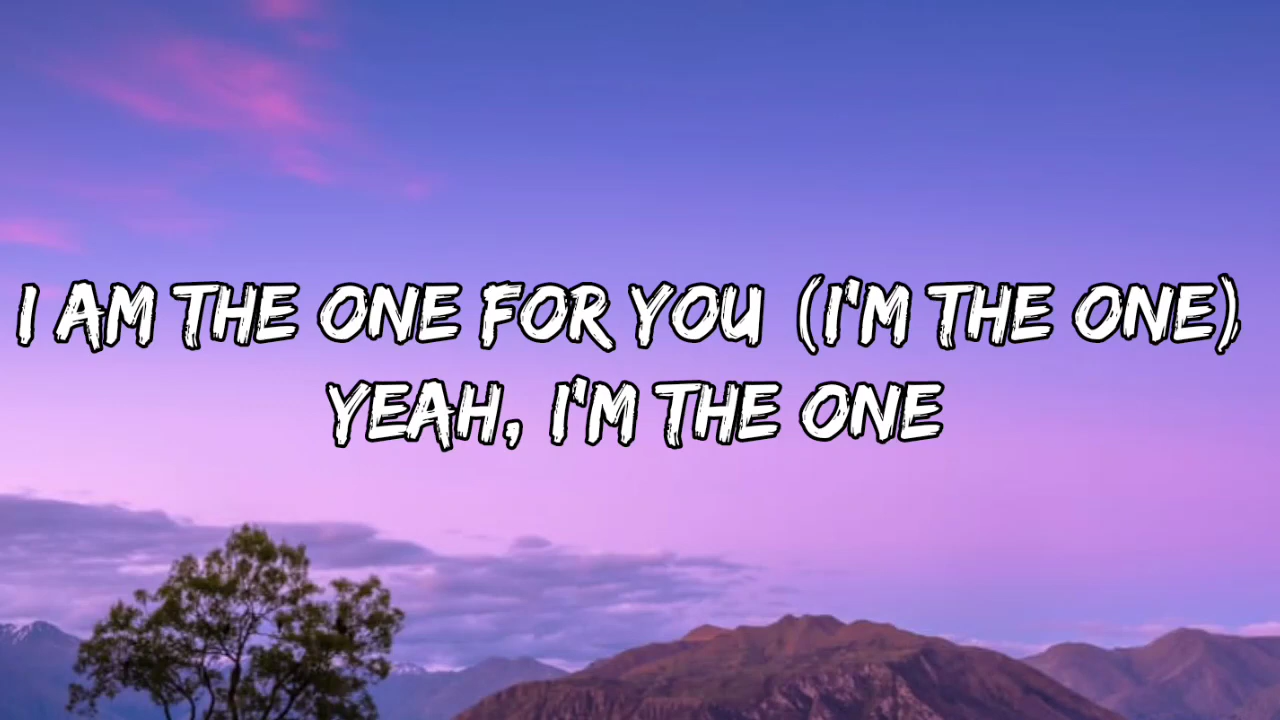 I AM THE ONE FOR YOU (I'M THE ONE)
YEAH, I'M THE ONE